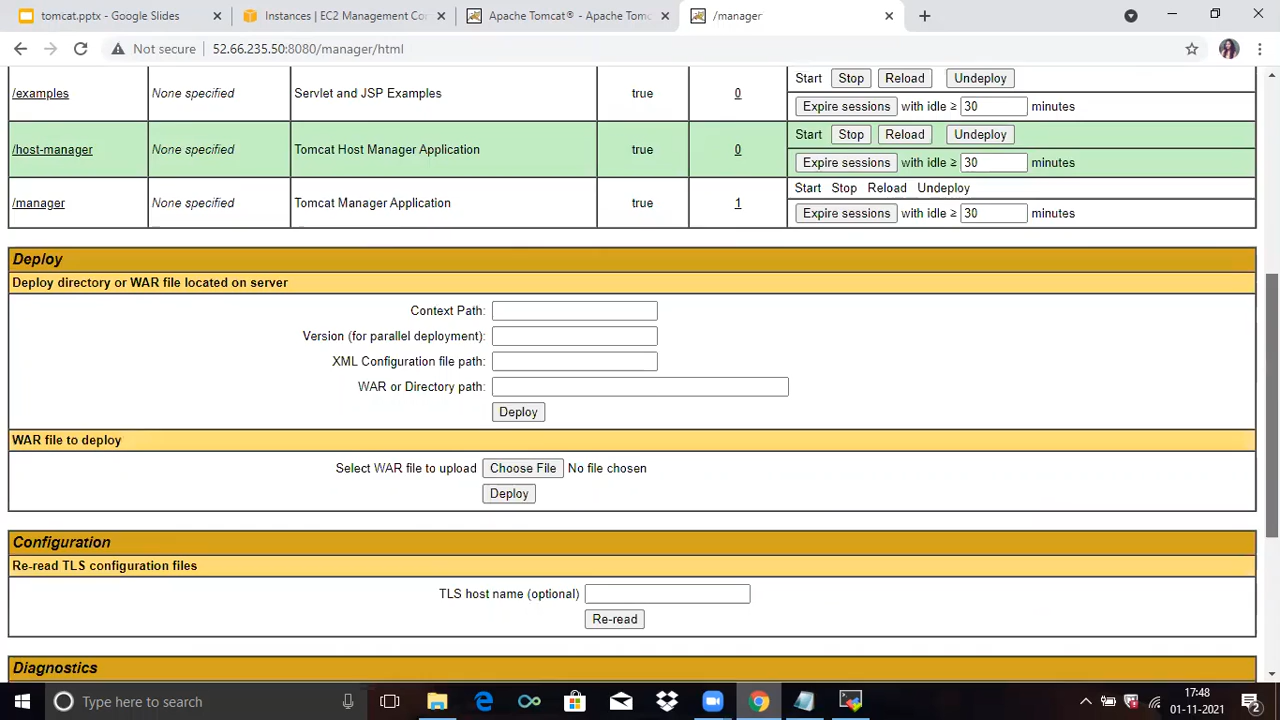 tomcat.pptx - Google Slides
Instances | EC2 Management Con
Apache Tomcat® - Apache Tomc
/manager
Not secure
52.66.235.50:8080/manager/html
/examples None specified Servlet and JSP Examples true 0 Start Stop Reload Undeploy
Expire sessions with idle ≥ 30 minutes
/host-manager None specified Tomcat Host Manager Application true 0 Start Stop Reload Undeploy
Expire sessions with idle ≥ 30 minutes
/manager None specified Tomcat Manager Application true 1 Start Stop Reload Undeploy
Expire sessions with idle ≥ 30 minutes
Deploy
Deploy directory or WAR file located on server
Context Path:
Version (for parallel deployment):
XML Configuration file path:
WAR or Directory path:
Deploy
WAR file to deploy
Select WAR file to upload Choose File No file chosen
Deploy
Configuration
Re-read TLS configuration files
TLS host name (optional)
Re-read
Diagnostics
Type here to search
17:48
01-11-2021
2